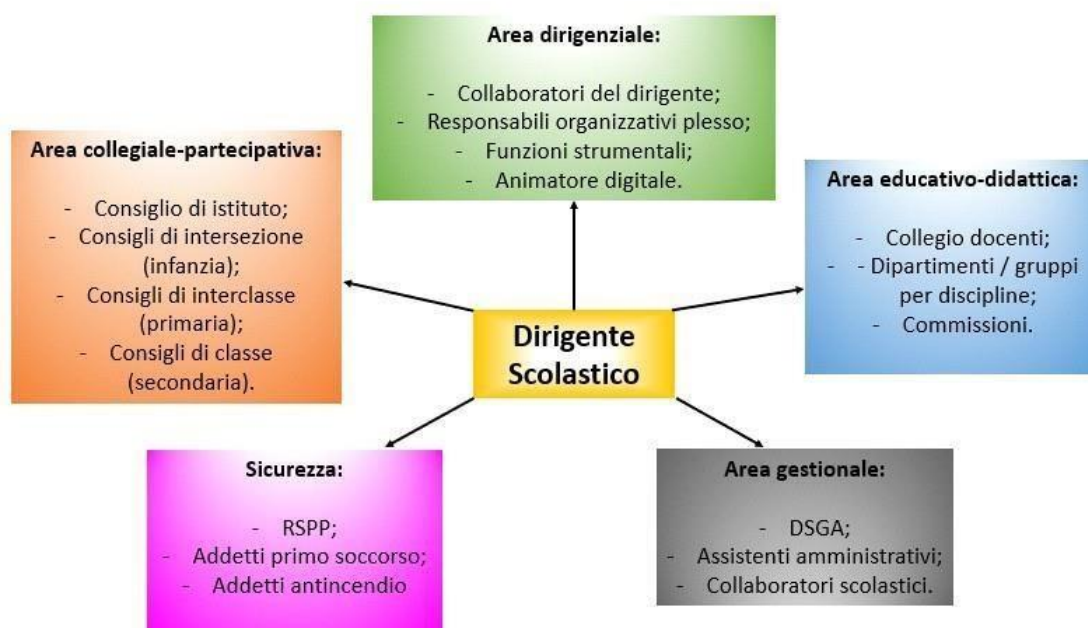 Area dirigenziale:
- Collaboratori del dirigente;
- Responsabili organizzativi plesso;
- Funzioni strumentali;
- Animatore digitale.
Area collegiale-partecipativa:
- Consiglio di istituto;
- Consigli di intersezione
(infanzia);
- Consigli di interclasse
(primaria);
- Consigli di classe
(secondaria).
Area educativo-didattica:
- Collegio docenti;
- - Dipartimenti / gruppi
per discipline;
- Commissioni.
Dirigente
Scolastico
Sicurezza:
- RSPP;
- Addetti primo soccorso;
- Addetti antincendio
Area gestionale:
- DSGA;
- Assistenti amministrativi;
- Collaboratori scolastici.